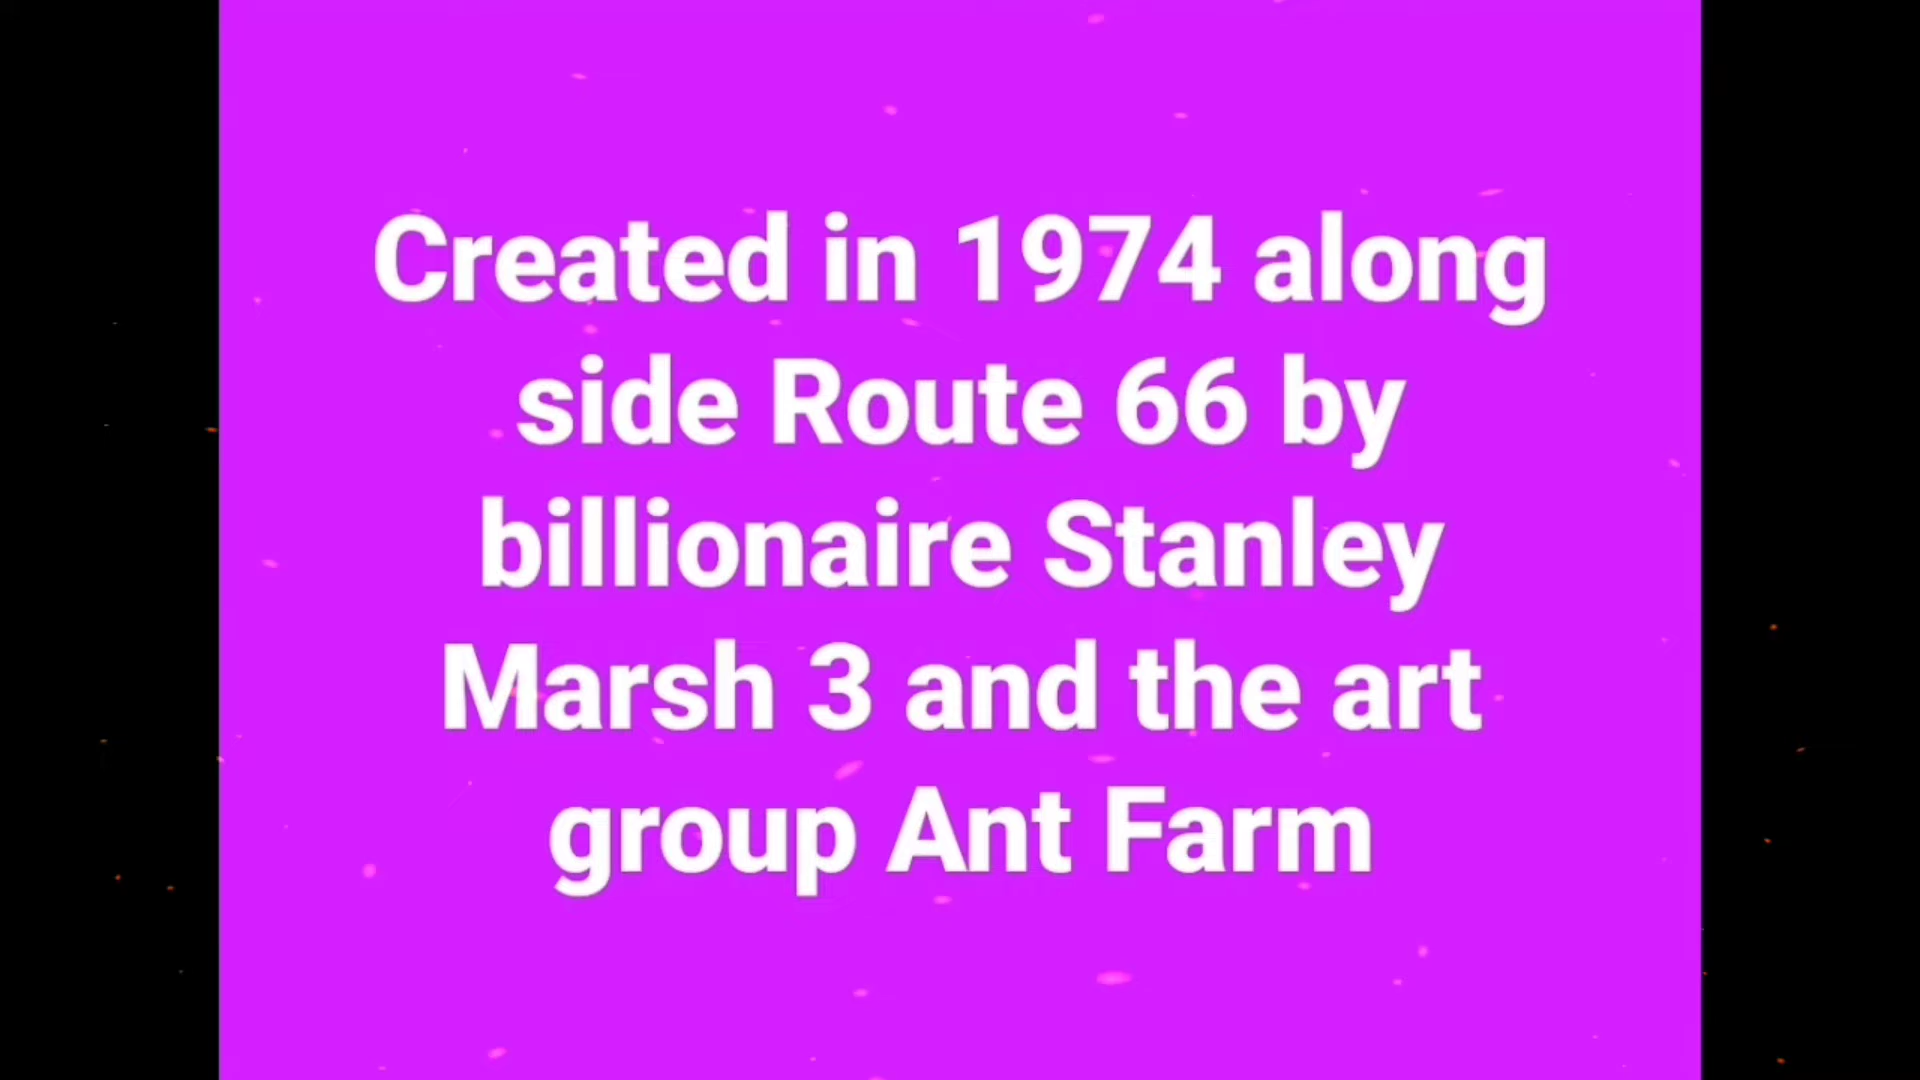 Created in 1974 along
side Route 66 by
billionaire Stanley
Marsh 3 and the art
group Ant Farm